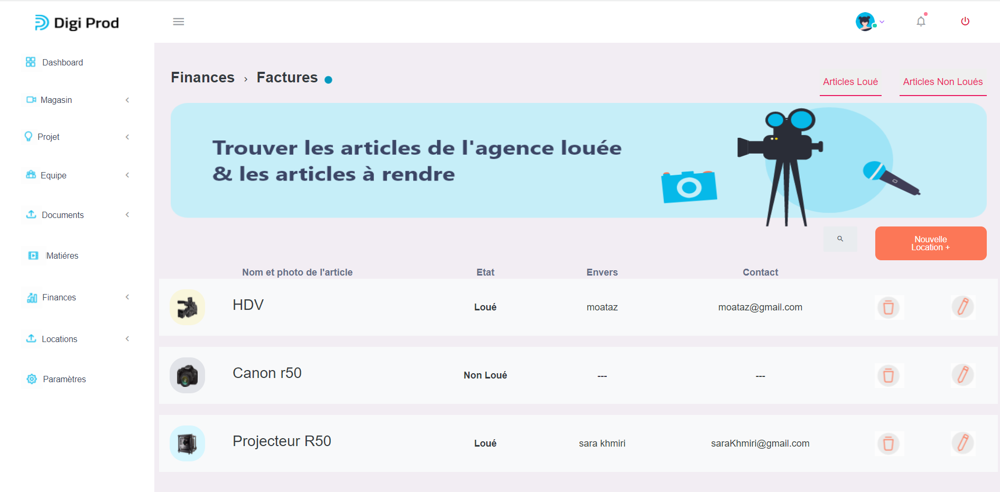 Digi Prod
Dashboard
Magasin
Projet
Equipe
Documents
Matiéres
Finances
Locations
Paramètres
Finances › Factures
Articles Loué
Articles Non Loués
Trouver les articles de l'agence louée
& les articles à rendre
Nouvelle
Location +
Nom et photo de l'article Etat Envers Contact
HDV Loué moataz moataz@gmail.com
Canon r50 Non Loué --- ---
Projecteur R50 Loué sara khmiri saraKhmiri@gmail.com